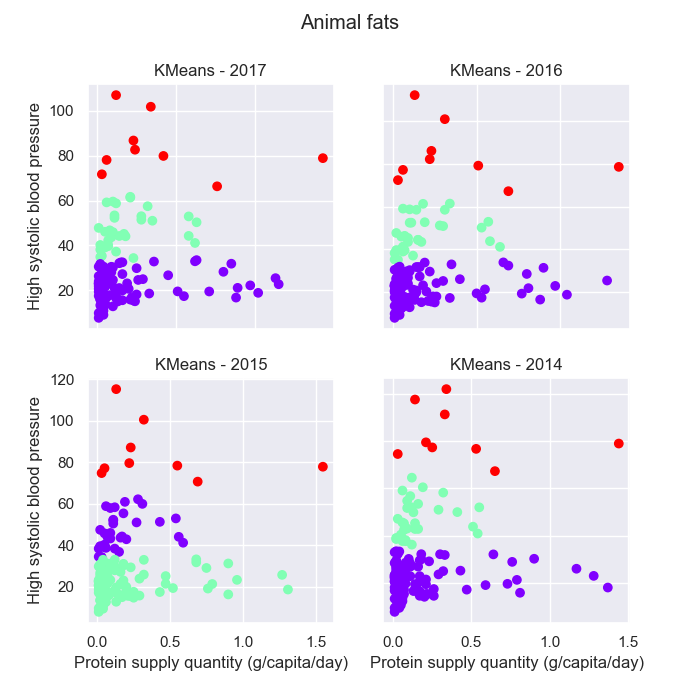 Animal fats
KMeans - 2017
KMeans - 2016
High systolic blood pressure
100
80
60
40
20
KMeans - 2015
KMeans - 2014
High systolic blood pressure
120
100
80
60
40
20
0.0
0.5
1.0
1.5
0.0
0.5
1.0
1.5
Protein supply quantity (g/capita/day)
Protein supply quantity (g/capita/day)